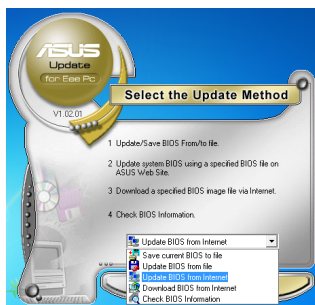 ASUS
Update
for Eee Pc
V1.02.01
Select the Update Method
1 Update/Save BIOS From/to file.
2 Update system BIOS using a specified BIOS file on
ASUS Web Site.
3 Download a specified BIOS image file via Internet.
4 Check BIOS Information.
Update BIOS from Internet
Save current BIOS to file
Update BIOS from file
Update BIOS from Internet
Download BIOS from Internet
Check BIOS Information